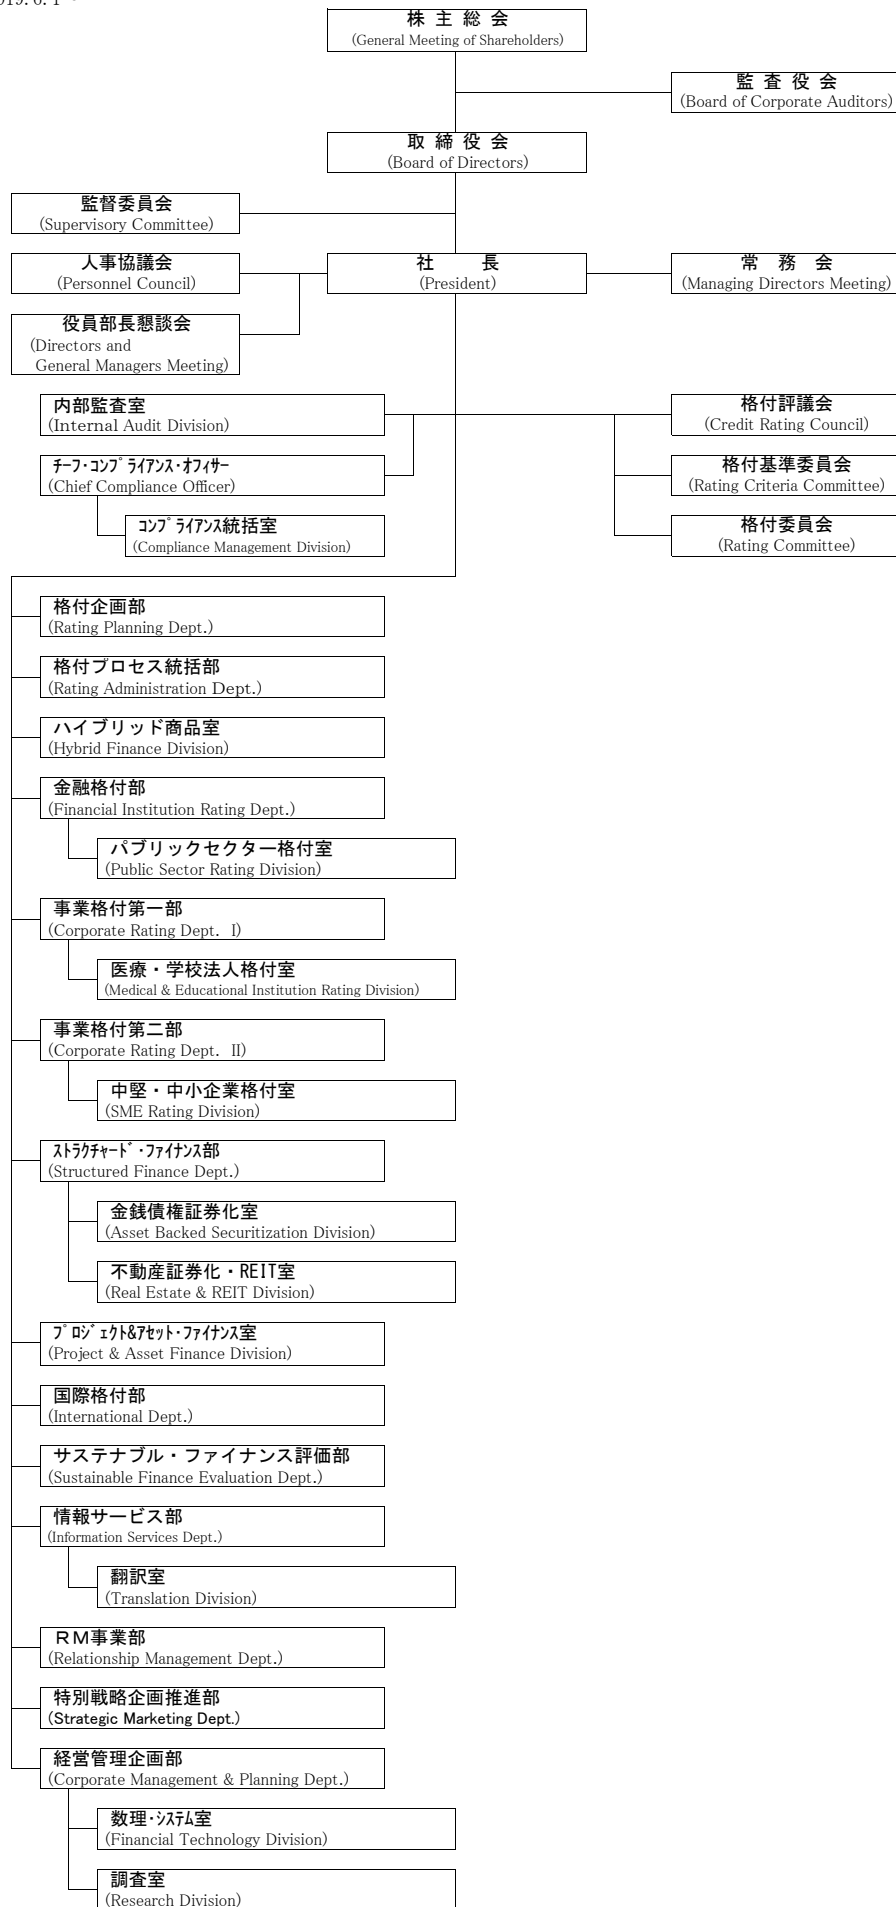 2019. 6. 1
株 主 総 会
(General Meeting of Shareholders)
監 査 役 会
(Board of Corporate Auditors)
取 締 役 会
(Board of Directors)
監督委員会
(Supervisory Committee)
人事協議会
(Personnel Council)
社 長
(President)
常 務 会
(Managing Directors Meeting)
役員部長懇談会
(Directors and
General Managers Meeting)
内部監査室
(Internal Audit Division)
格付評議会
(Credit Rating Council)
ﾁｰﾌ･ｺﾝﾌﾟﾗｲｱﾝｽ･ｵﾌｨｻｰ
(Chief Compliance Officer)
格付基準委員会
(Rating Criteria Committee)
ｺﾝﾌﾟﾗｲｱﾝｽ統括室
(Compliance Management Division)
格付委員会
(Rating Committee)
格付企画部
(Rating Planning Dept.)
格付プロセス統括部
(Rating Administration Dept.)
ハイブリッド商品室
(Hybrid Finance Division)
金融格付部
(Financial Institution Rating Dept.)
パブリックセクター格付室
(Public Sector Rating Division)
事業格付第一部
(Corporate Rating Dept. Ⅰ)
医療・学校法人格付室
(Medical & Educational Institution Rating Division)
事業格付第二部
(Corporate Rating Dept. Ⅱ)
中堅・中小企業格付室
(SME Rating Division)
ｽﾄﾗｸﾁｬｰﾄﾞ･ﾌｧｲﾅﾝｽ部
(Structured Finance Dept.)
金銭債権証券化室
(Asset Backed Securitization Division)
不動産証券化・REIT室
(Real Estate & REIT Division)
ﾌﾟﾛｼﾞｪｸﾄ&ｱｾｯﾄ･ﾌｧｲﾅﾝｽ室
(Project & Asset Finance Division)
国際格付部
(International Dept.)
サステナブル・ファイナンス評価部
(Sustainable Finance Evaluation Dept.)
情報サービス部
(Information Services Dept.)
翻訳室
(Translation Division)
ＲＭ事業部
(Relationship Management Dept.)
特別戦略企画推進部
(Strategic Marketing Dept.)
経営管理企画部
(Corporate Management & Planning Dept.)
数理･ｼｽﾃﾑ室
(Financial Technology Division)
調査室
(Research Division)